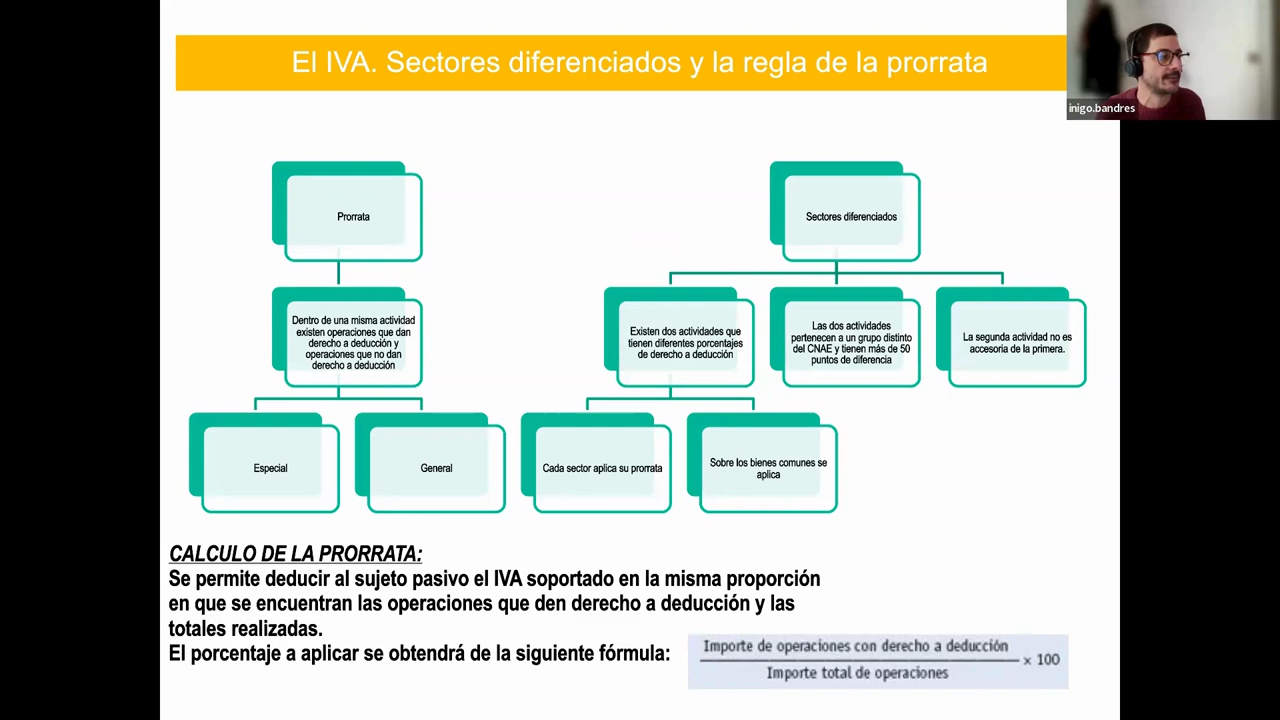 El IVA. Sectores diferenciados y la regla de la prorrata
inigo.bandres
Prorrata
Sectores diferenciados
Dentro de una misma actividad
existen operaciones que dan
derecho a deducción y
operaciones que no dan
derecho a deducción
Existen dos actividades que
tienen diferentes porcentajes
de derecho a deducción
Las dos actividades
pertenecen a un grupo distinto
del CNAE y tienen más de 50
puntos de diferencia
La segunda actividad no es
accesoria de la primera.
Especial
General
Cada sector aplica su prorrata
Sobre los bienes comunes se
aplica
CALCULO DE LA PRORRATA:
Se permite deducir al sujeto pasivo el IVA soportado en la misma proporción
en que se encuentran las operaciones que den derecho a deducción y las
totales realizadas.
El porcentaje a aplicar se obtendrá de la siguiente fórmula:
Importe de operaciones con derecho a deducción
Importe total de operaciones
× 100